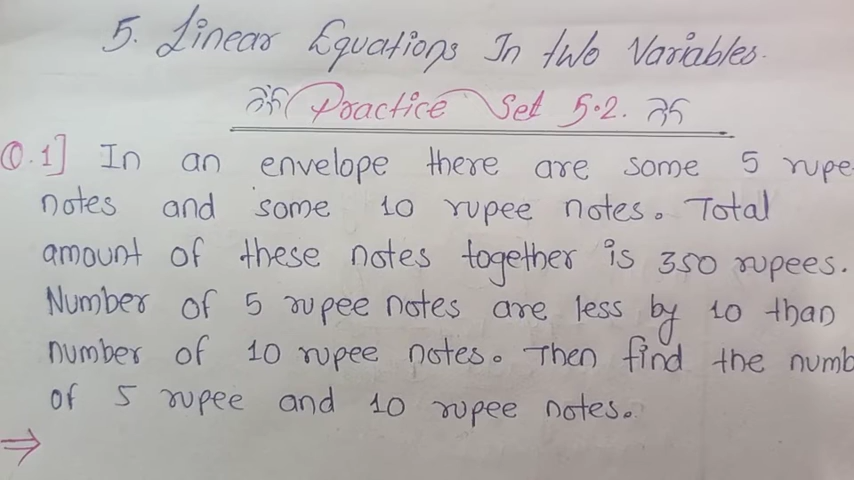 5. Linear Equations In two Variables.
Practice Set 5.2.
Q.1] In an envelope there are some 5 rupe
notes and some 10 rupee notes. Total
amount of these notes together is 350 rupees.
Number of 5 rupee notes are less by 10 than
number of 10 rupee notes. Then find the numb
of 5 rupee and 10 rupee notes.
⇒